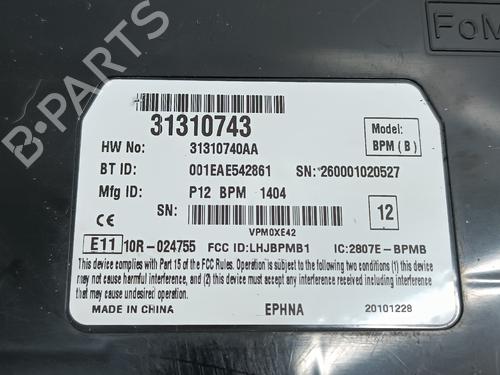 FoM
31310743
Model:
BPM ( B )
HW No: 31310740AA
BT ID: 001EAE542861 SN: 260001020527
Mfg ID: P12 BPM 1404
SN:
12
VPM0XE42
CE
E11 10R-024755 FCC ID:LHJBPMB1 IC:2807E-BPMB
This device complies with Part 15 of the FCC Rules. Operation is subject to the following two conditions (1) this device
may not cause harmful interference, and (2) this device must accept any interference received including interference
that may cause undesired operation.
MADE IN CHINA EPHNA 20101228
B-PARTS